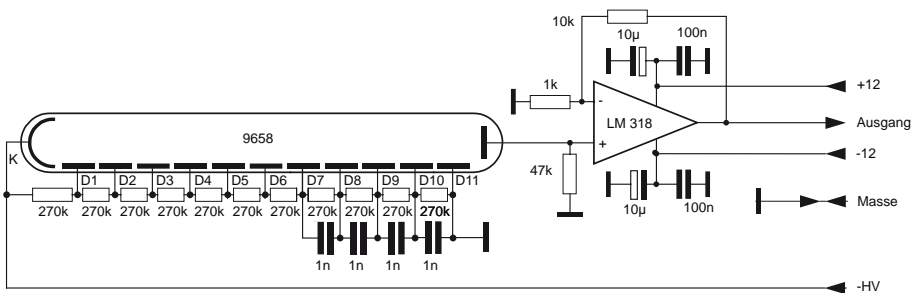 10k
10µ 100n
1k
-
+
LM 318
+12
Ausgang
-12
9658
K
47k
D1 D2 D3 D4 D5 D6 D7 D8 D9 D10 D11
270k 270k 270k 270k 270k 270k 270k 270k 270k 270k 270k
10µ 100n
Masse
1n 1n 1n 1n
-HV